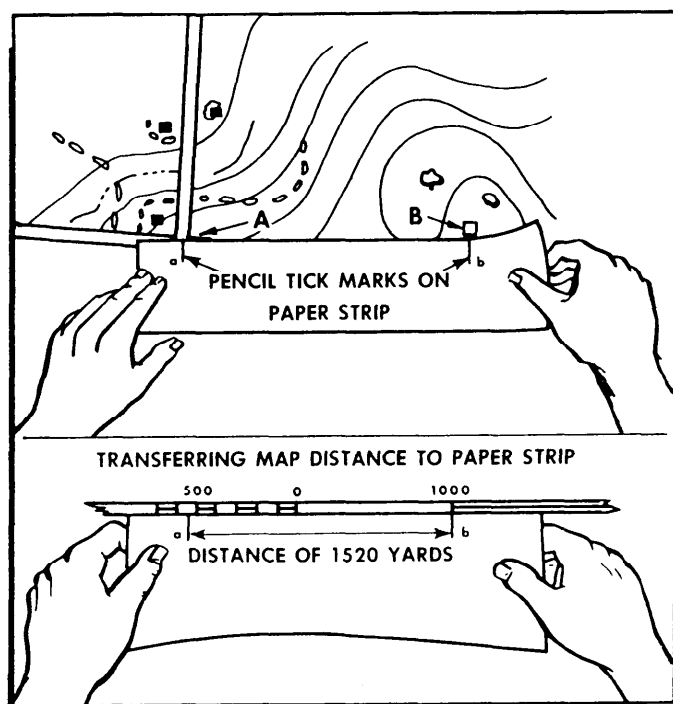 A
B
a
b
PENCIL TICK MARKS ON
PAPER STRIP
TRANSFERRING MAP DISTANCE TO PAPER STRIP
500 0 1000
a
b
DISTANCE OF 1520 YARDS